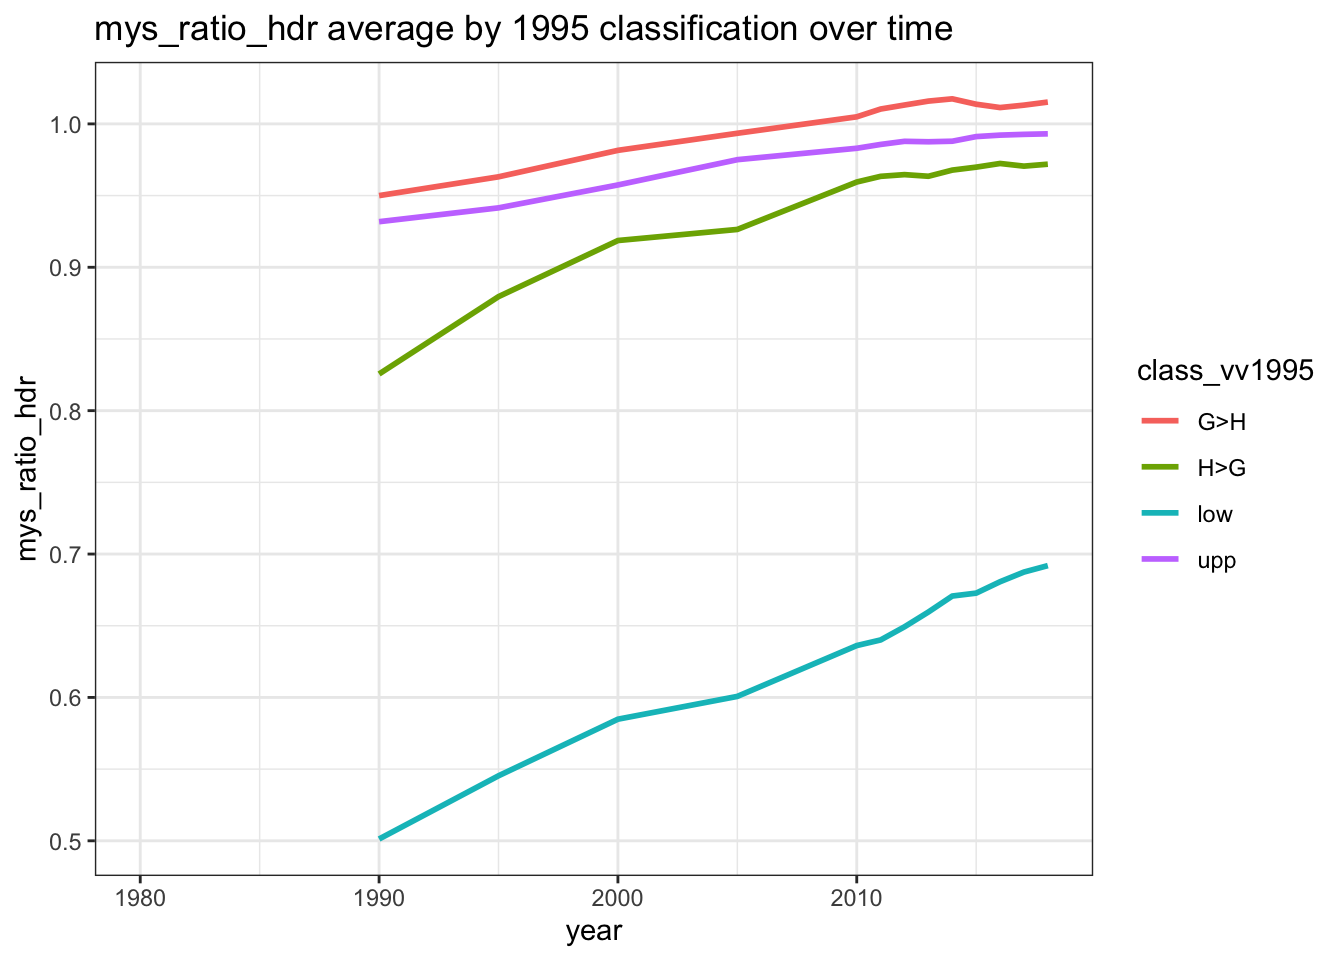 mys_ratio_hdr average by 1995 classification over time
mys_ratio_hdr
1.0
0.9
0.8
0.7
0.6
0.5
1980 1990 2000 2010
year
class_vv1995
G>H
H>G
low
upp